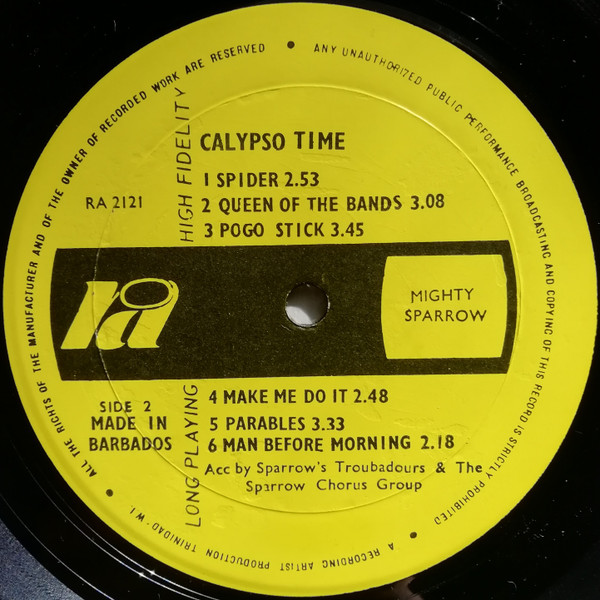 ALL THE RIGHTS OF THE MANUFACTURER AND OF THE OWNER OF RECORDED WORK ARE RESERVED • ANY UNAUTHORIZED PUBLIC PERFORMANCE BROADCASTING AND COPYING OF THIS RECORD IS STRICTLY PROHIBITED
• A RECORDING ARTIST PRODUCTION TRINIDAD·W.I. •
HIGH FIDELITY
CALYPSO TIME
1 SPIDER 2.53
RA 2121
2 QUEEN OF THE BANDS 3.08
3 POGO STICK 3.45
ra
MIGHTY
SPARROW
LONG PLAYING
4 MAKE ME DO IT 2.48
SIDE 2
MADE IN
BARBADOS
5 PARABLES 3.33
6 MAN BEFORE MORNING 2.18
Acc by Sparrow's Troubadours & The
Sparrow Chorus Group